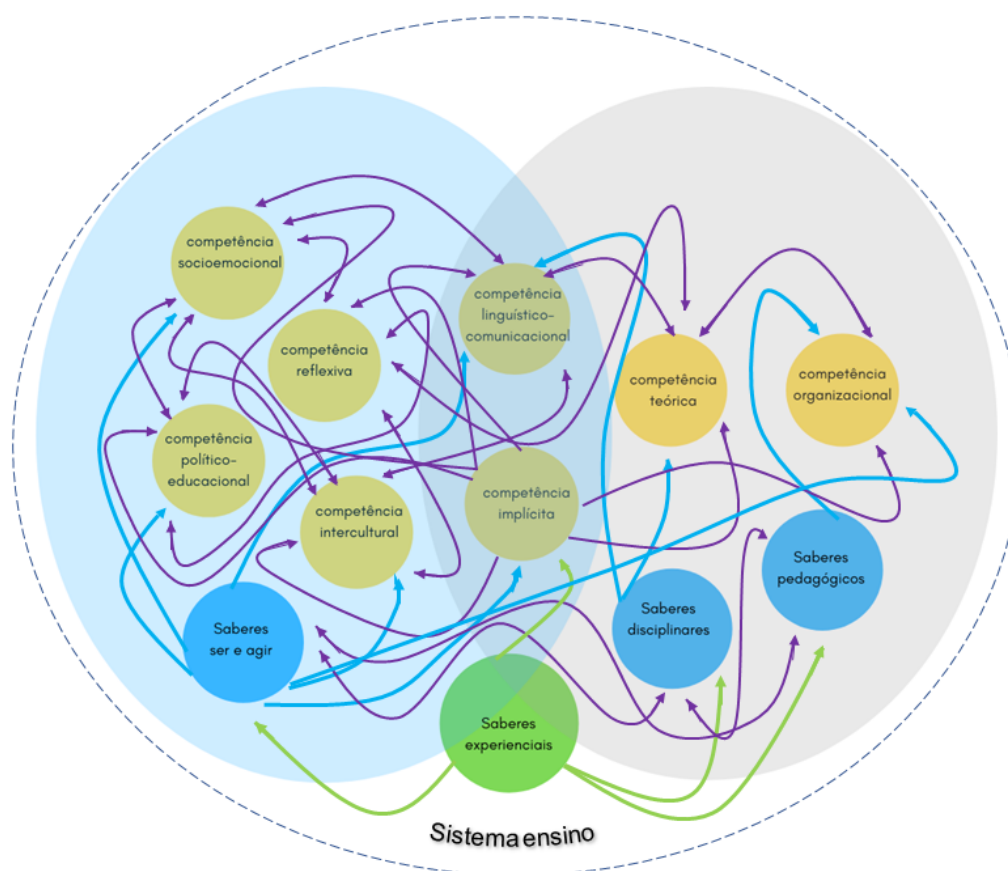 competência
socioemocional
competência
linguístico-
comunicacional
competência
reflexiva
competência
teórica
competência
organizacional
competência
político-
educacional
competência
intercultural
competência
implícita
Saberes
pedagógicos
Saberes
ser e agir
Saberes
disciplinares
Saberes
experienciais
Sistema ensino